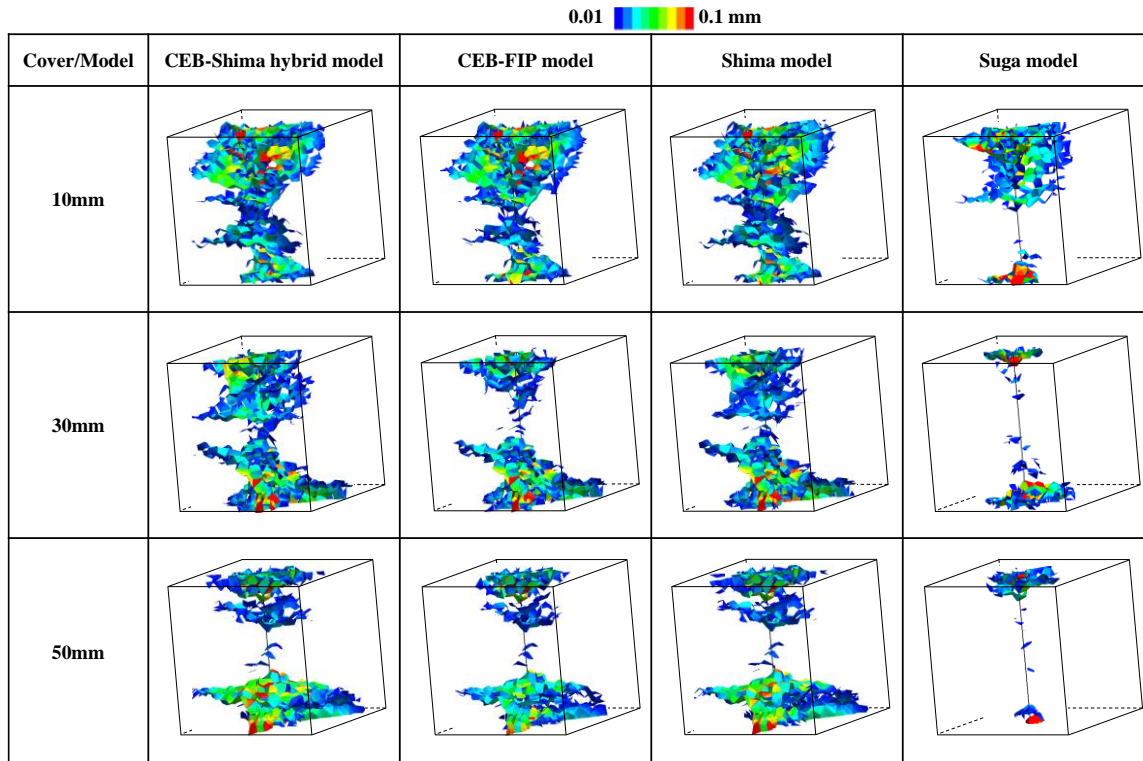 0.01 0.1 mm
Cover/Model CEB-Shima hybrid model CEB-FIP model Shima model Suga model
10mm
30mm
50mm